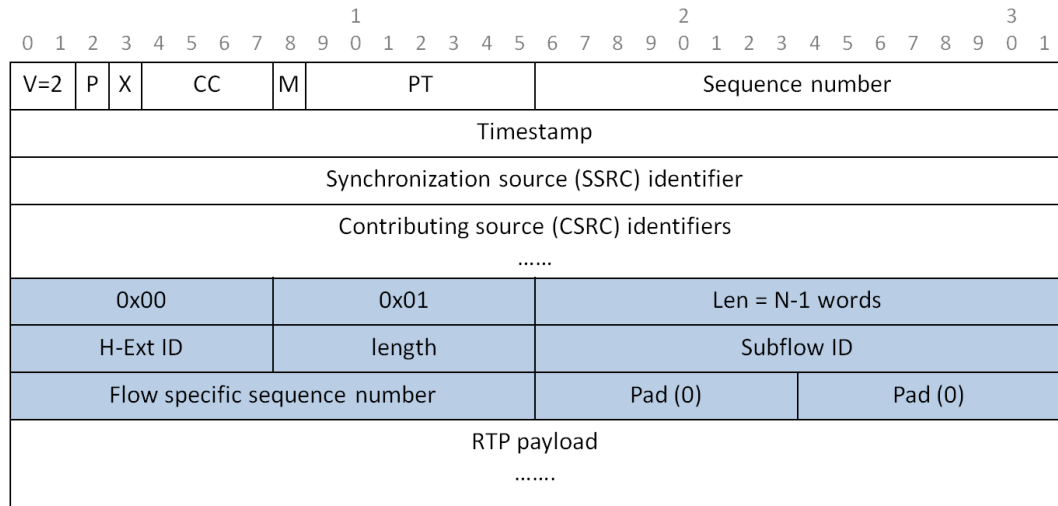 1 2 3
0 1 2 3 4 5 6 7 8 9 0 1 2 3 4 5 6 7 8 9 0 1 2 3 4 5 6 7 8 9 0 1
V=2 P X CC M PT Sequence number
Timestamp
Synchronization source (SSRC) identifier
Contributing source (CSRC) identifiers
......
0x00 0x01 Len = N-1 words
H-Ext ID length Subflow ID
Flow specific sequence number Pad (0) Pad (0)
RTP payload
.......